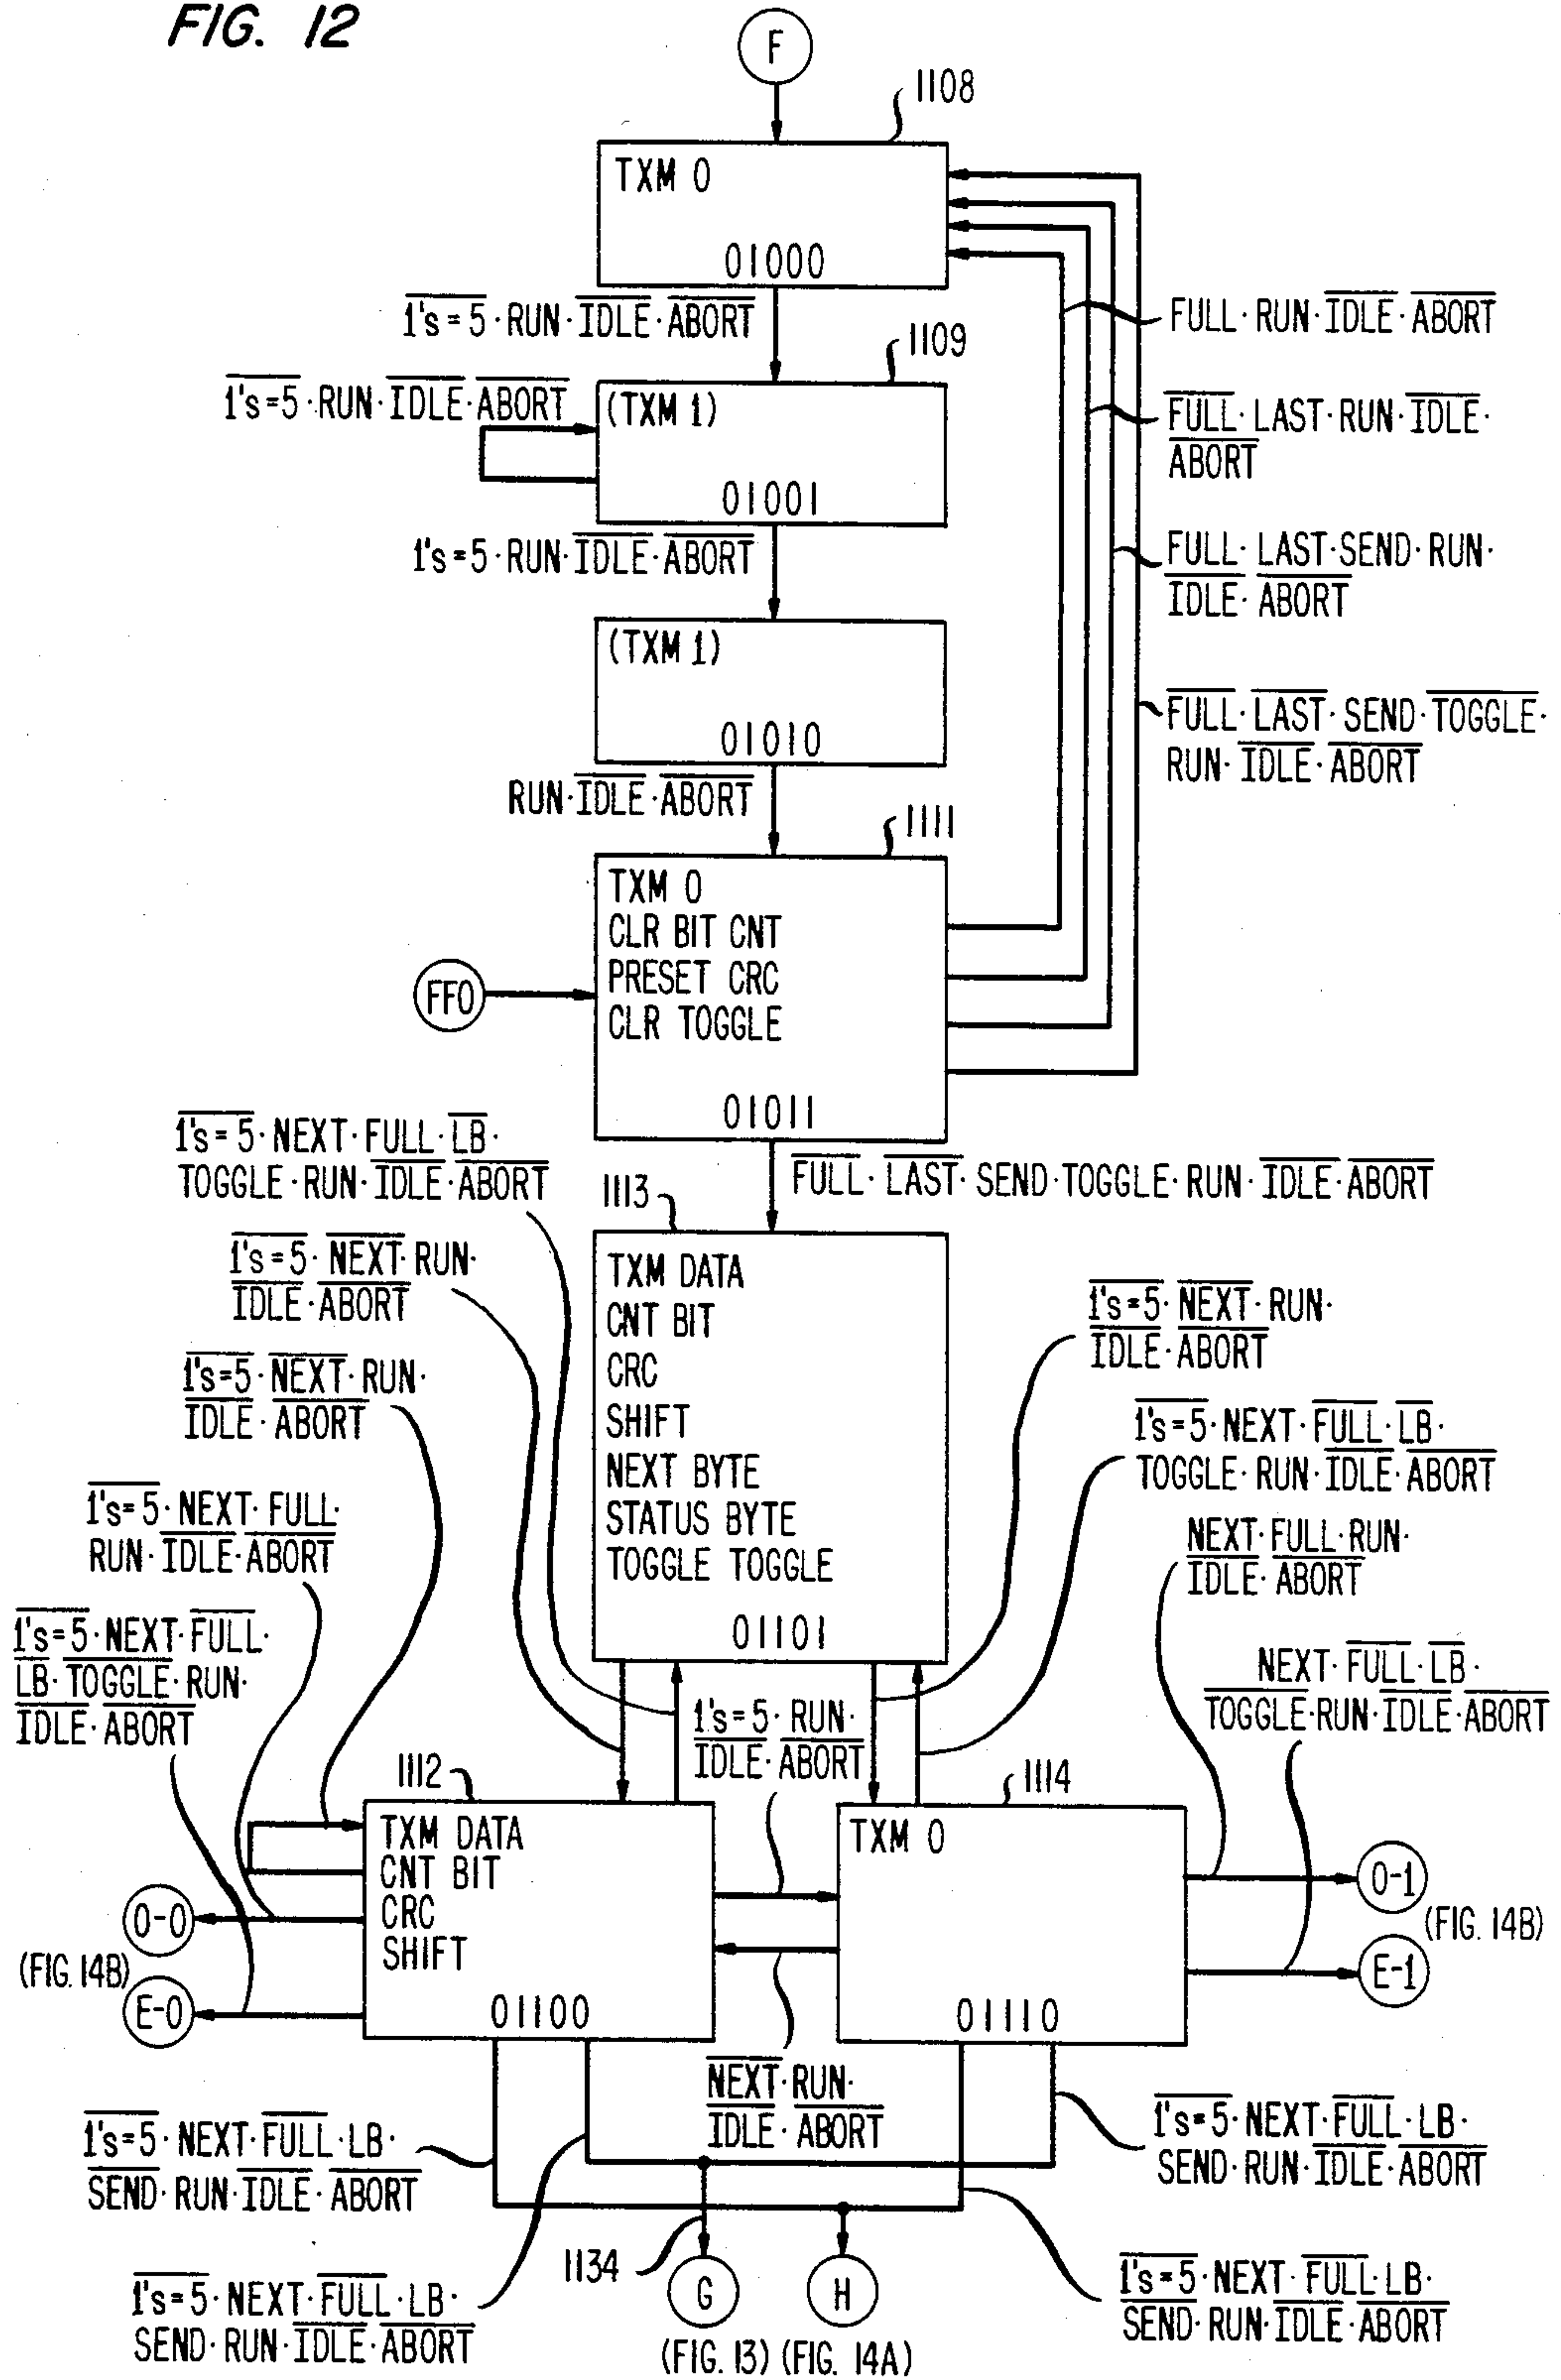 FIG. 12
F
1108
TXM 0
01000
1's=5·RUN·IDLE·ABORT
FULL·RUN·IDLE·ABORT
1109
1's=5·RUN·IDLE·ABORT
(TXM 1)
01001
FULL·LAST·RUN·IDLE·
ABORT
1's=5·RUN·IDLE·ABORT
FULL·LAST·SEND·RUN·
IDLE·ABORT
(TXM 1)
01010
FULL·LAST·SEND·TOGGLE·
RUN·IDLE·ABORT
RUN·IDLE·ABORT
1111
TXM 0
CLR BIT CNT
PRESET CRC
CLR TOGGLE
01011
FF0
1's=5·NEXT·FULL·LB·
TOGGLE·RUN·IDLE·ABORT
FULL·LAST·SEND·TOGGLE·RUN·IDLE·ABORT
1113
TXM DATA
CNT BIT
CRC
SHIFT
NEXT BYTE
STATUS BYTE
TOGGLE TOGGLE
01101
1's=5·NEXT·RUN·
IDLE·ABORT
1's=5·NEXT·RUN·
IDLE·ABORT
1's=5·NEXT·RUN·
IDLE·ABORT
1's=5·NEXT·FULL·LB·
TOGGLE·RUN·IDLE·ABORT
1's=5·NEXT·FULL·
RUN·IDLE·ABORT
NEXT·FULL·RUN·
IDLE·ABORT
1's=5·NEXT·FULL·
LB·TOGGLE·RUN·
IDLE·ABORT
NEXT·FULL·LB·
TOGGLE·RUN·IDLE·ABORT
1's=5·RUN·
IDLE·ABORT
1112
TXM DATA
CNT BIT
CRC
SHIFT
01100
1114
TXM 0
01110
0-0
(FIG. 14B)
E-0
0-1
(FIG. 14B)
E-1
NEXT·RUN·
IDLE·ABORT
1's=5·NEXT·FULL·LB·
SEND·RUN·IDLE·ABORT
1's=5·NEXT·FULL·LB·
SEND·RUN·IDLE·ABORT
1134
G
H
1's=5·NEXT·FULL·LB·
SEND·RUN·IDLE·ABORT
1's=5·NEXT·FULL·LB·
SEND·RUN·IDLE·ABORT
(FIG. 13) (FIG. 14A)